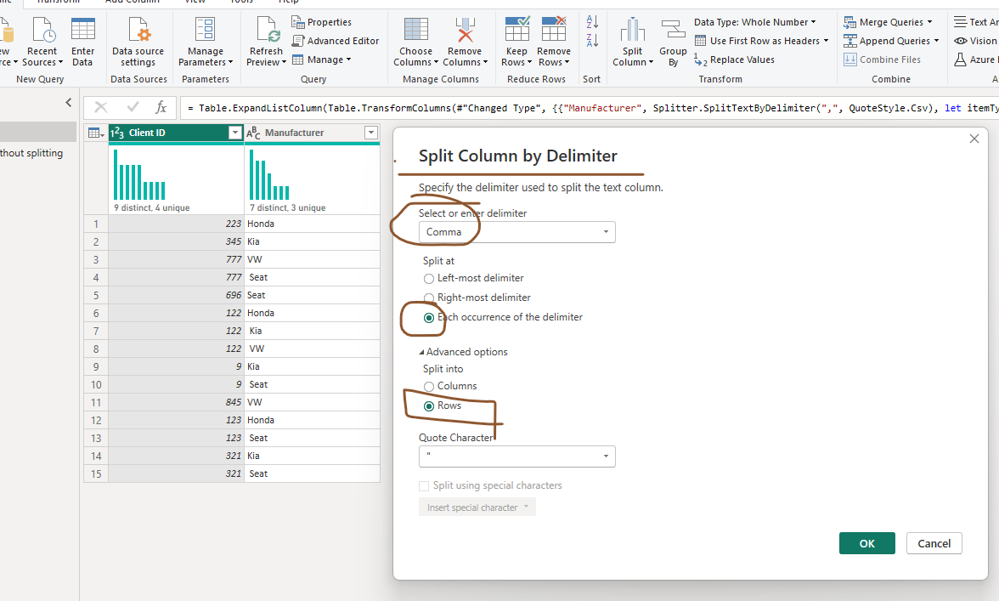 Transform Add Column View Tools Help
Recent Sources
Enter Data
New Query
Data source settings
Data Sources
Manage Parameters
Parameters
Refresh Preview
Properties
Advanced Editor
Manage
Query
Choose Columns
Remove Columns
Manage Columns
Keep Rows
Remove Rows
Reduce Rows
Sort
Split Column
Group By
Data Type: Whole Number
Use First Row as Headers
Replace Values
Transform
Merge Queries
Append Queries
Combine Files
Combine
Text
Vision
Azure
thout splitting
fx
= Table.ExpandListColumn(Table.TransformColumns(#"Changed Type", {{"Manufacturer", Splitter.SplitTextByDelimiter(",", QuoteStyle.Csv), let itemTy
123 Client ID ABC Manufacturer
9 distinct, 4 unique 7 distinct, 3 unique
1 223 Honda
2 345 Kia
3 777 VW
4 777 Seat
5 696 Seat
6 122 Honda
7 122 Kia
8 122 VW
9 9 Kia
10 9 Seat
11 845 VW
12 123 Honda
13 123 Seat
14 321 Kia
15 321 Seat
Split Column by Delimiter
Specify the delimiter used to split the text column.
Select or enter delimiter
Comma
Split at
Left-most delimiter
Right-most delimiter
Each occurrence of the delimiter
Advanced options
Split into
Columns
Rows
Quote Character
"
Split using special characters
Insert special character
OK Cancel